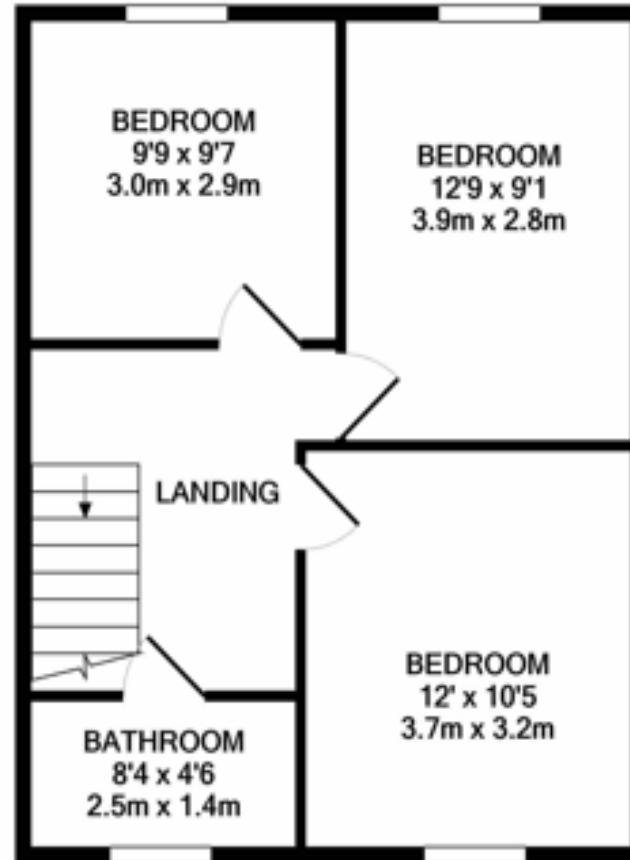 BEDROOM
9'9 x 9'7
3.0m x 2.9m
BEDROOM
12'9 x 9'1
3.9m x 2.8m
LANDING
BEDROOM
12' x 10'5
3.7m x 3.2m
BATHROOM
8'4 x 4'6
2.5m x 1.4m